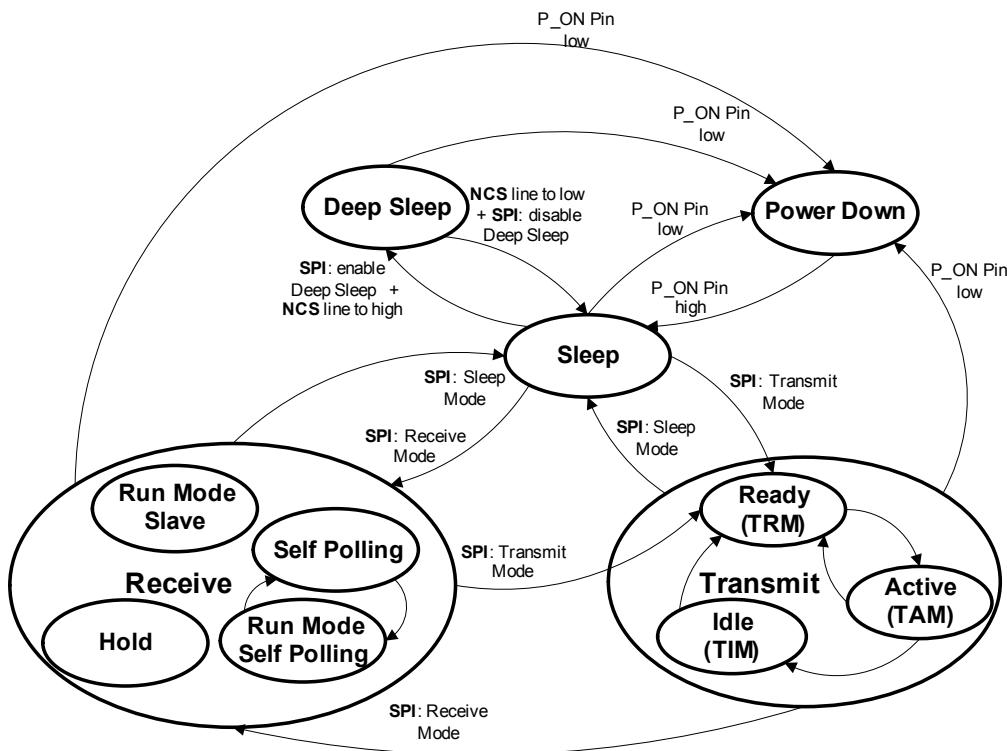 P_ON Pin
low
P_ON Pin
low
Deep Sleep
NCS line to low
+ SPI: disable
Deep Sleep
P_ON Pin
low
Power Down
SPI: enable
Deep Sleep +
NCS line to high
P_ON Pin
high
P_ON Pin
low
Sleep
SPI: Sleep
Mode
SPI: Transmit
Mode
SPI: Receive
Mode
SPI: Sleep
Mode
Run Mode
Slave
Self Polling
Receive
Hold
Run Mode
Self Polling
SPI: Transmit
Mode
Ready
(TRM)
Transmit
Active
(TAM)
Idle
(TIM)
SPI: Receive
Mode